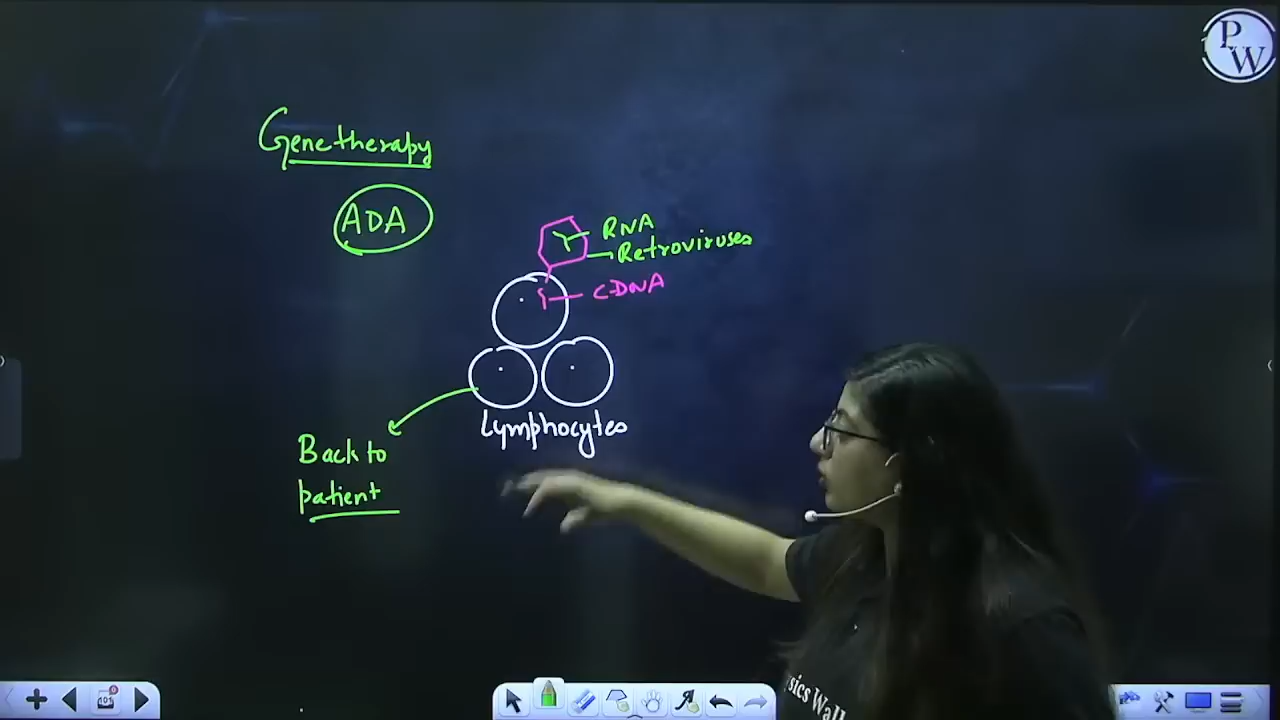 PW
Genetherapy
ADA
RNA
Retroviruses
CDNA
Lymphocytes
Back to
patient